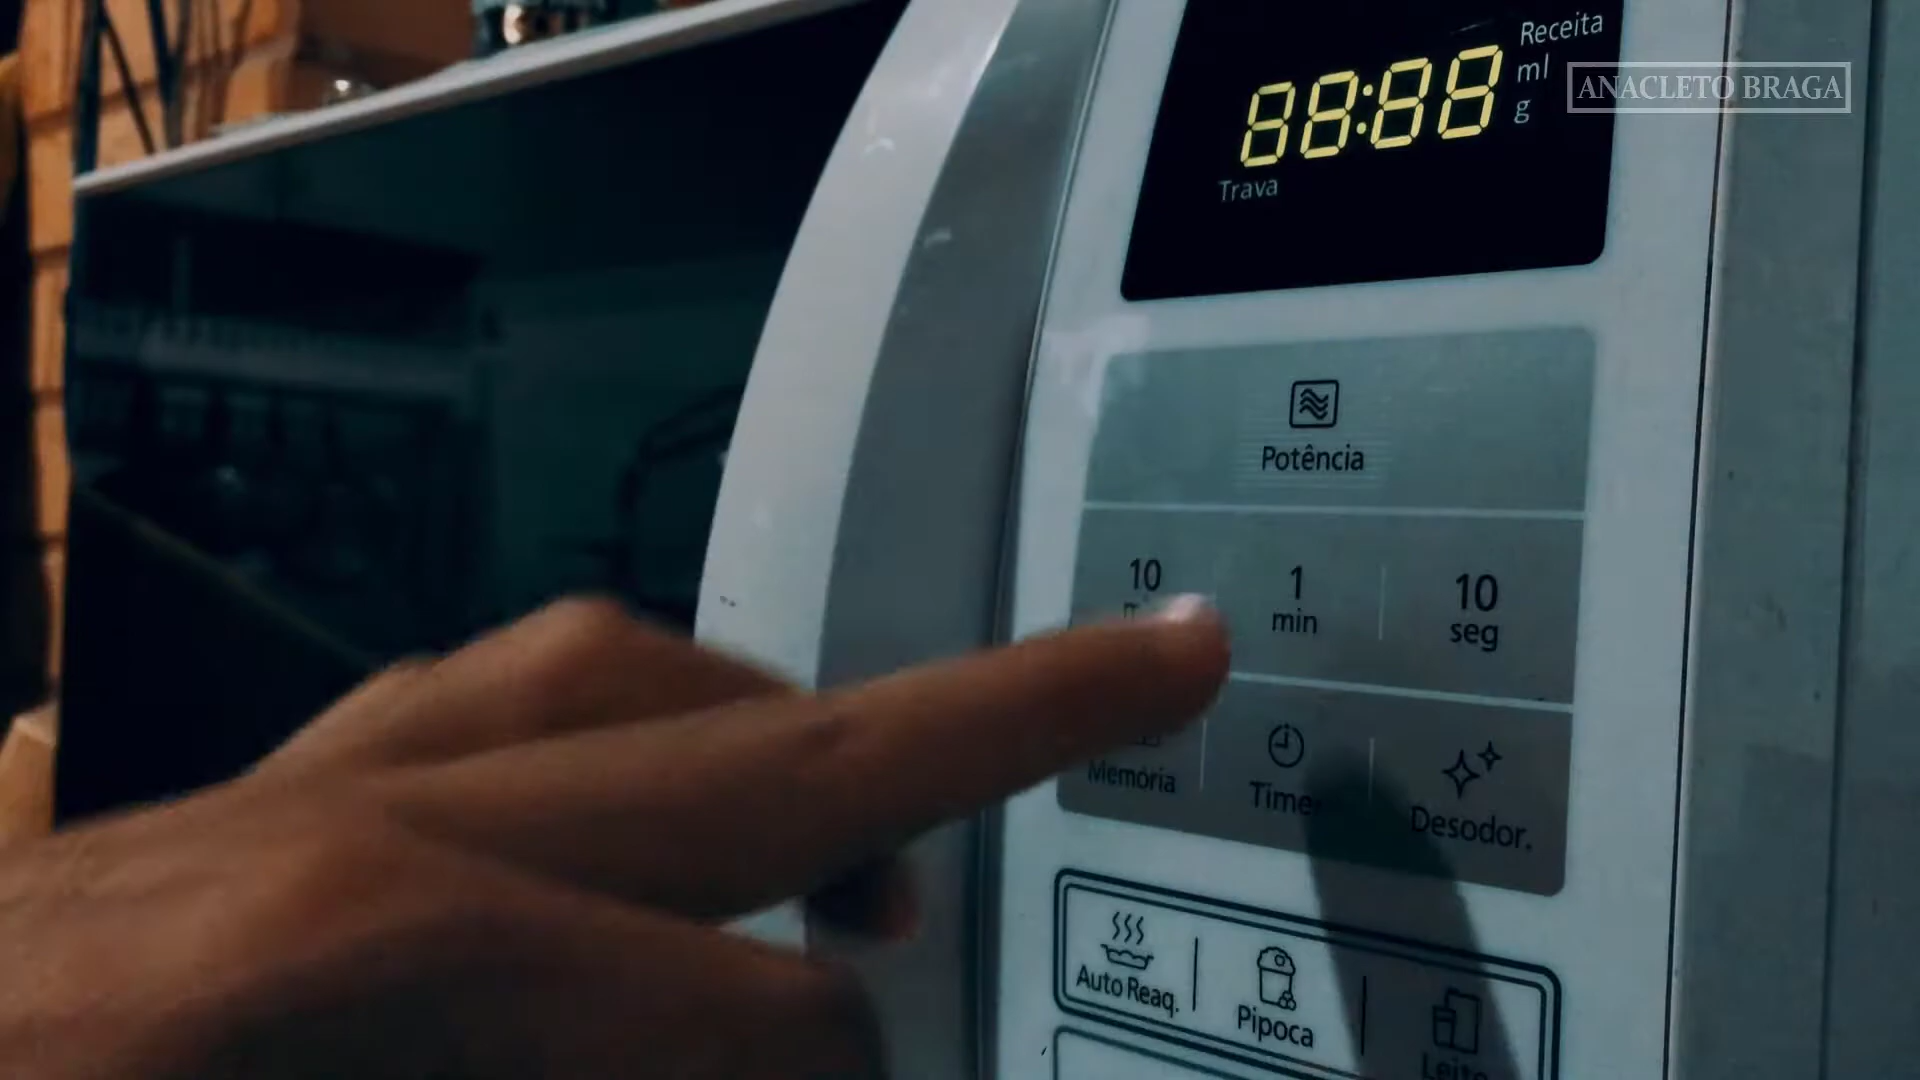 Receita
ml
g
88:88
Trava
ANACLETO BRAGA
Potência
10
1
min
10
seg
Memória
Timer
Desodor.
Auto Reaq.
Pipoca
Leite